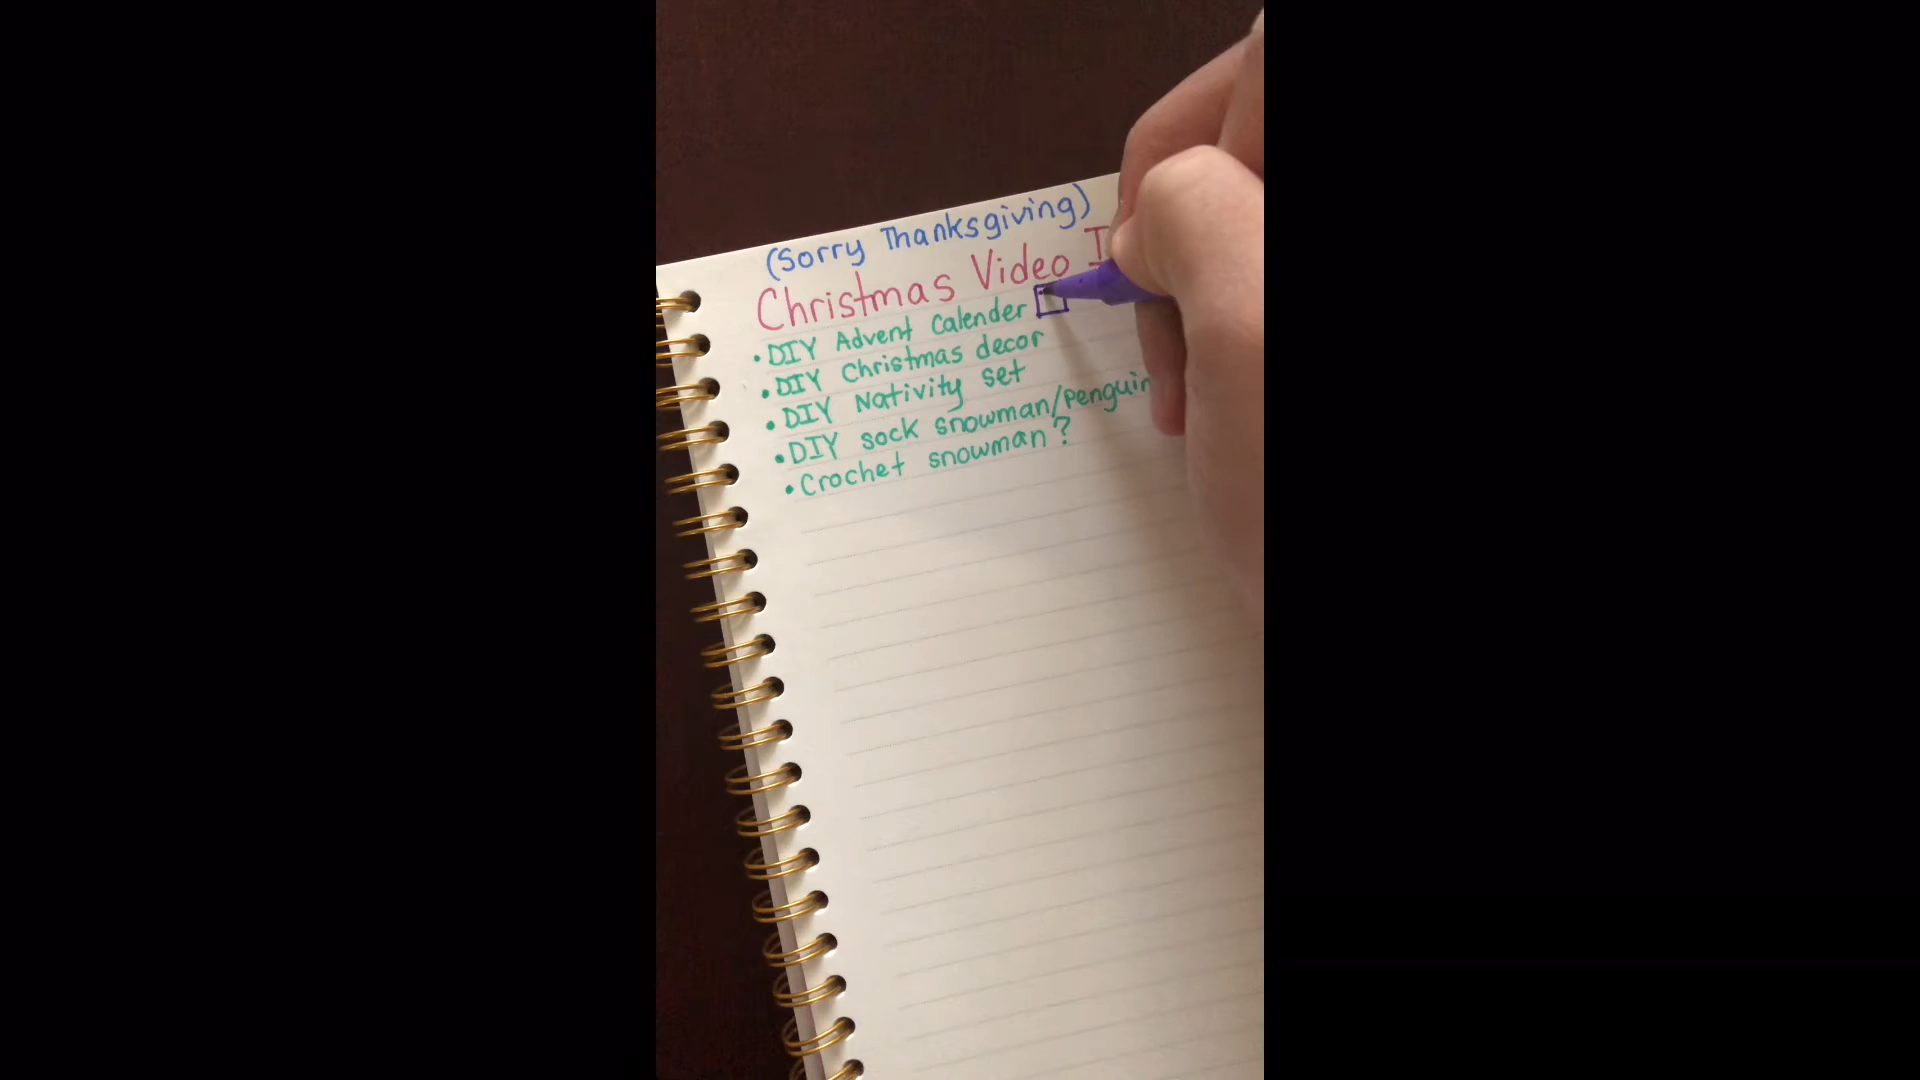 (Sorry Thanksgiving)
Christmas Video
• DIY Advent Calender
• DIY Christmas decor
• DIY Nativity set
• DIY sock snowman/penguin
• Crochet snowman?